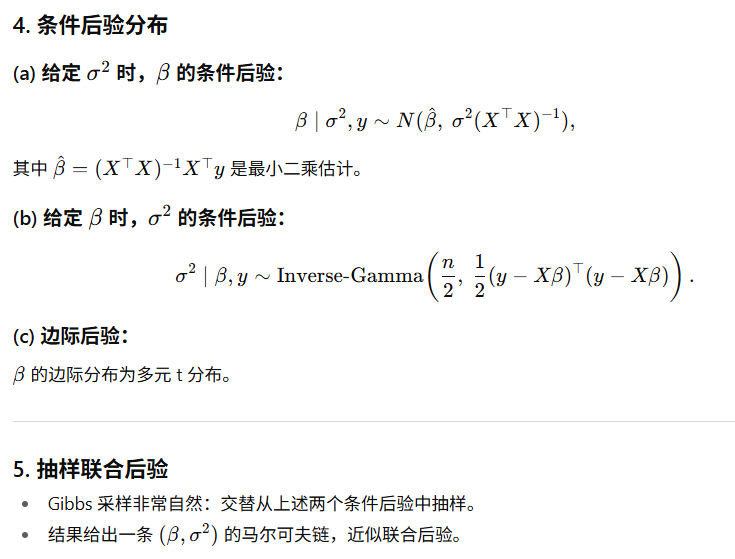 4. 条件后验分布
(a) 给定 σ² 时，β 的条件后验：
β | σ², y ∼ N(β̂, σ²(X⊤X)⁻¹),
其中 β̂ = (X⊤X)⁻¹X⊤y 是最小二乘估计。
(b) 给定 β 时，σ² 的条件后验：
σ² | β, y ∼ Inverse-Gamma(n/2, 1/2(y − Xβ)⊤(y − Xβ)).
(c) 边际后验：
β 的边际分布为多元 t 分布。
5. 抽样联合后验
• Gibbs 采样非常自然：交替从上述两个条件后验中抽样。
• 结果给出一条 (β, σ²) 的马尔可夫链，近似联合后验。